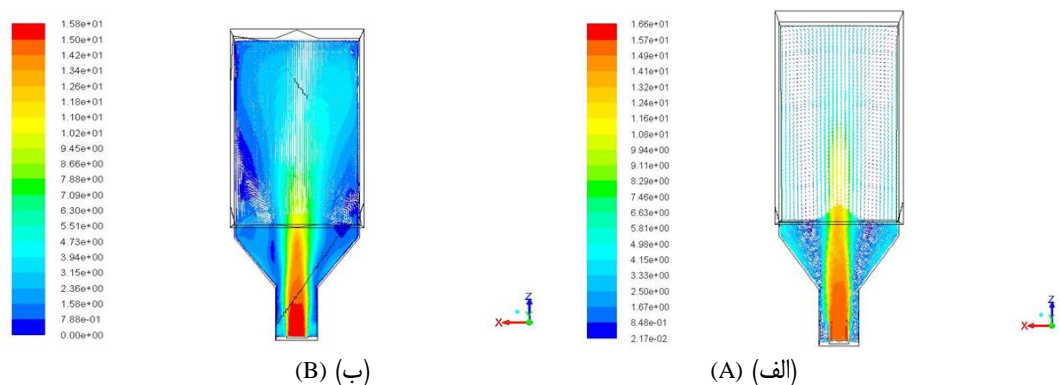 1.58e+01
1.50e+01
1.42e+01
1.34e+01
1.26e+01
1.18e+01
1.10e+01
1.02e+01
9.45e+00
8.66e+00
7.88e+00
7.09e+00
6.30e+00
5.51e+00
4.73e+00
3.94e+00
3.15e+00
2.36e+00
1.58e+00
7.88e-01
0.00e+00
Z
X
(ب) (B)
1.66e+01
1.57e+01
1.49e+01
1.41e+01
1.32e+01
1.24e+01
1.16e+01
1.08e+01
9.94e+00
9.11e+00
8.29e+00
7.46e+00
6.63e+00
5.81e+00
4.98e+00
4.15e+00
3.33e+00
2.50e+00
1.67e+00
8.48e-01
2.17e-02
Z
X
(الف) (A)